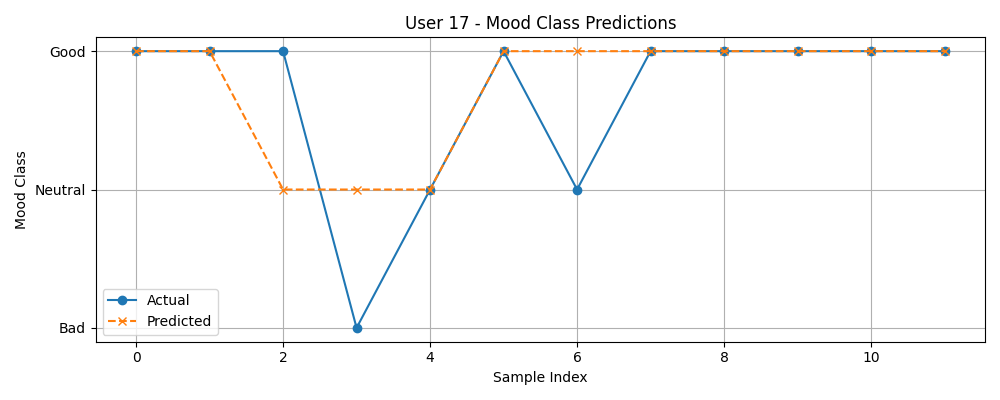 User 17 - Mood Class Predictions
Good
Neutral
Bad
Mood Class
Actual
Predicted
0 2 4 6 8 10
Sample Index